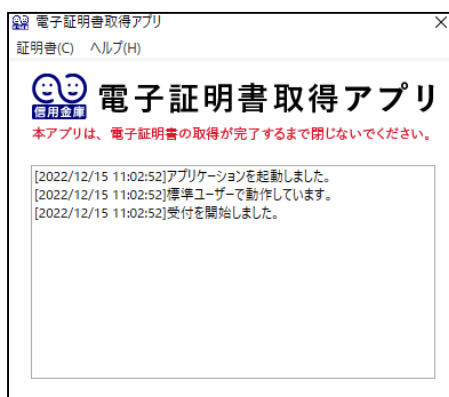 電子証明書取得アプリ
証明書(C) ヘルプ(H)
信用金庫
電子証明書取得アプリ
本アプリは、電子証明書の取得が完了するまで閉じないでください。
[2022/12/15 11:02:52]アプリケーションを起動しました。
[2022/12/15 11:02:52]標準ユーザーで動作しています。
[2022/12/15 11:02:52]受付を開始しました。